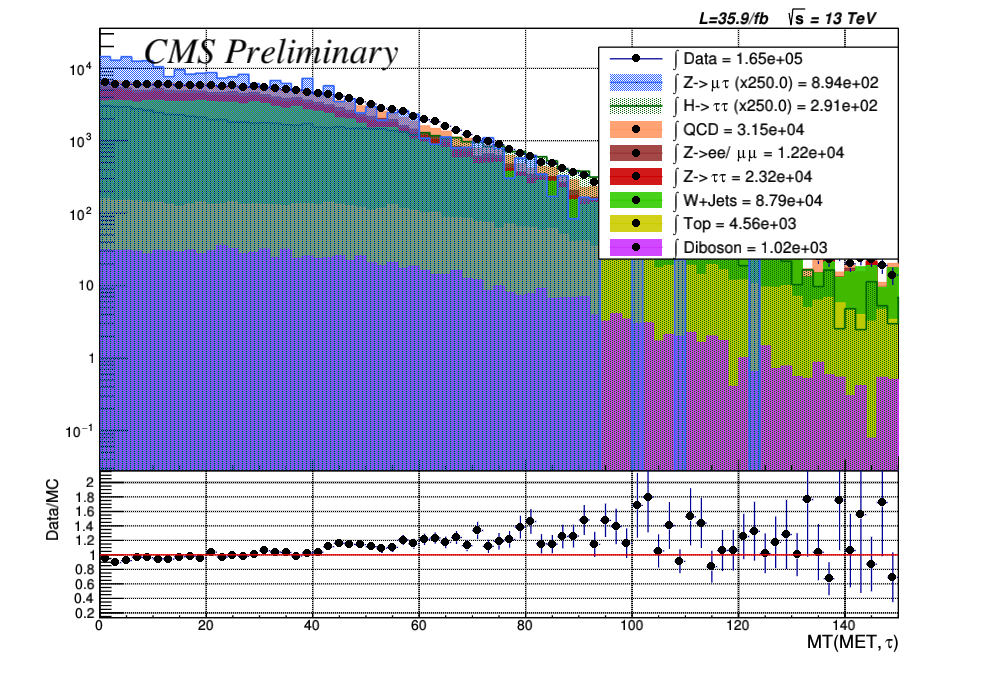 L=35.9/fb √s = 13 TeV
CMS Preliminary
∫ Data = 1.65e+05
∫ Z-> μτ (x250.0) = 8.94e+02
∫ H-> ττ (x250.0) = 2.91e+02
∫ QCD = 3.15e+04
∫ Z->ee/ μμ = 1.22e+04
∫ Z-> ττ = 2.32e+04
∫ W+Jets = 8.79e+04
∫ Top = 4.56e+03
∫ Diboson = 1.02e+03
10⁴
10³
10²
10
1
10⁻¹
Data/MC
2
1.8
1.6
1.4
1.2
1
0.8
0.6
0.4
0.2
0 20 40 60 80 100 120 140
MT(MET, τ)